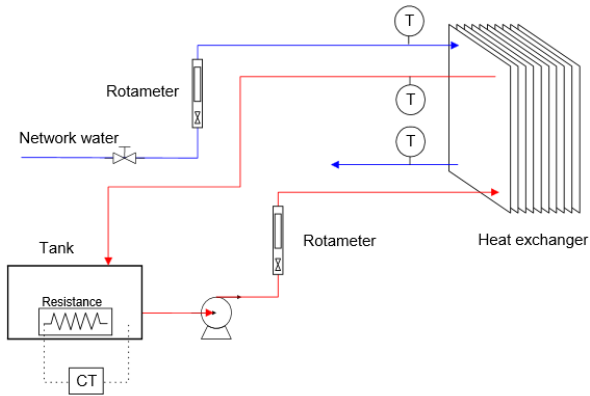 T
Rotameter
T
Network water
T
Rotameter
Heat exchanger
Tank
Resistance
CT